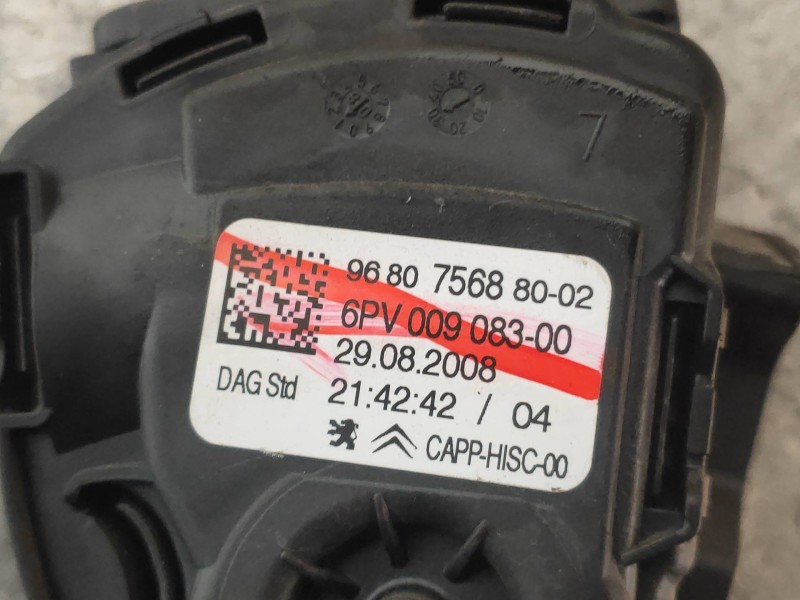 7
96 80 7568 80-02
6PV 009 083-00
29.08.2008
DAG Std 21:42:42 / 04
CAPP-HISC-00